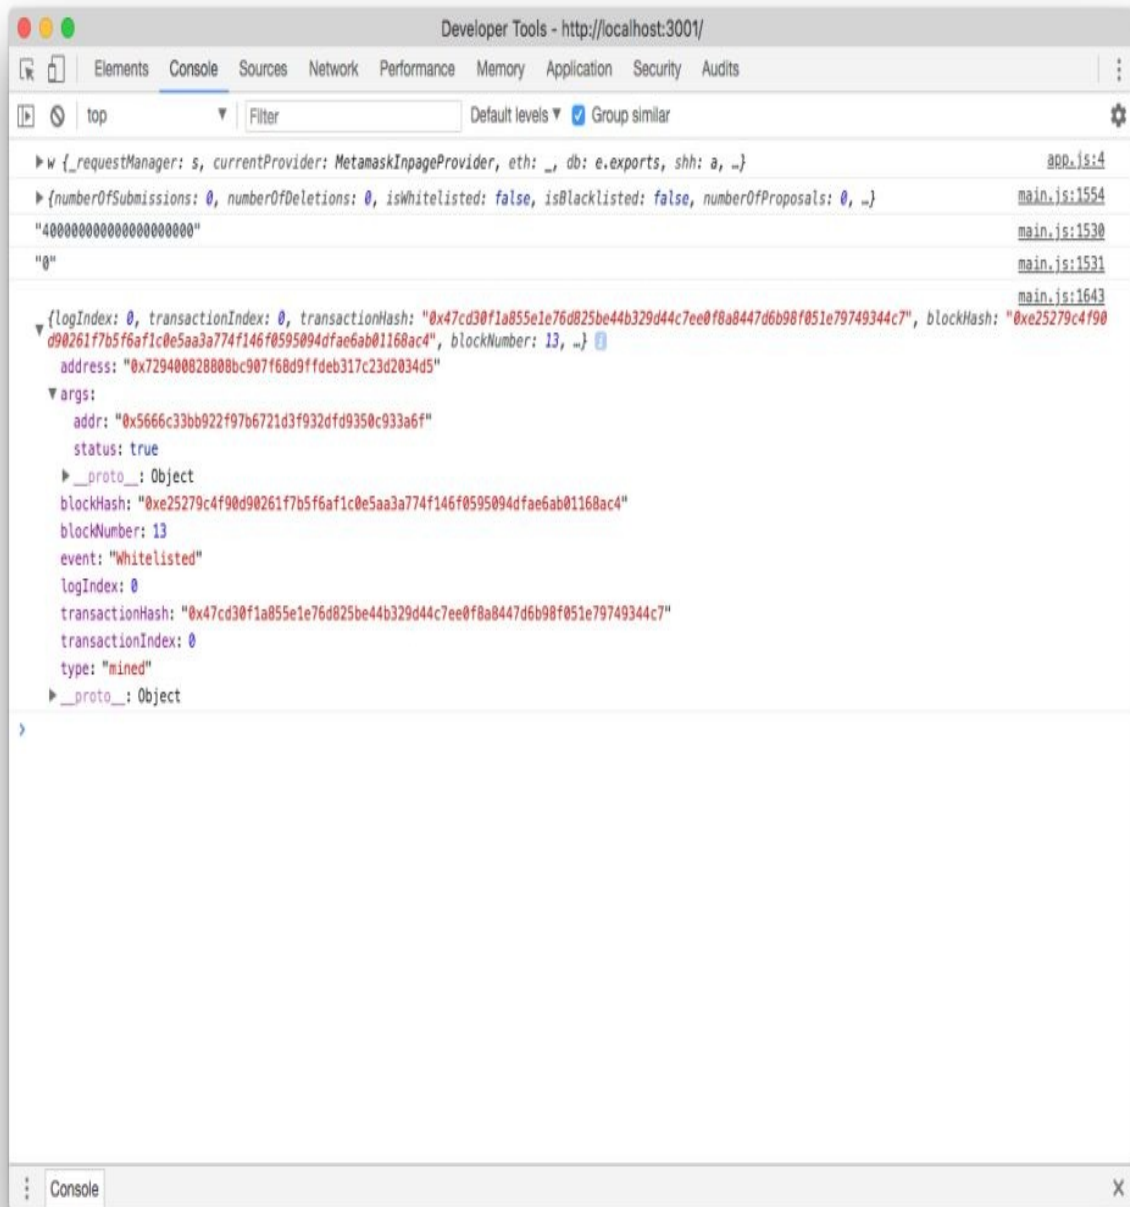 Developer Tools - http://localhost:3001/
Elements Console Sources Network Performance Memory Application Security Audits
top ▼ Filter Default levels ▼ Group similar
▶ w {_requestManager: s, currentProvider: MetamaskInpageProvider, eth: _, db: e.exports, shh: a, …} app.js:4
▶ {numberOfSubmissions: 0, numberOfDeletions: 0, isWhitelisted: false, isBlacklisted: false, numberOfProposals: 0, …} main.js:1554
"400000000000000000000" main.js:1530
"0" main.js:1531
main.js:1643
▼ {logIndex: 0, transactionIndex: 0, transactionHash: "0x47cd30f1a855e1e76d825be44b329d44c7ee0f8a8447d6b98f051e79749344c7", blockHash: "0xe25279c4f90
d90261f7b5f6af1c0e5aa3a774f146f0595094dfae6ab01168ac4", blockNumber: 13, …} i
address: "0x729400828808bc907f68d9ffdeb317c23d2034d5"
▼ args:
addr: "0x5666c33bb922f97b6721d3f932dfd9350c933a6f"
status: true
▶ __proto__: Object
blockHash: "0xe25279c4f90d90261f7b5f6af1c0e5aa3a774f146f0595094dfae6ab01168ac4"
blockNumber: 13
event: "Whitelisted"
logIndex: 0
transactionHash: "0x47cd30f1a855e1e76d825be44b329d44c7ee0f8a8447d6b98f051e79749344c7"
transactionIndex: 0
type: "mined"
▶ __proto__: Object
Console